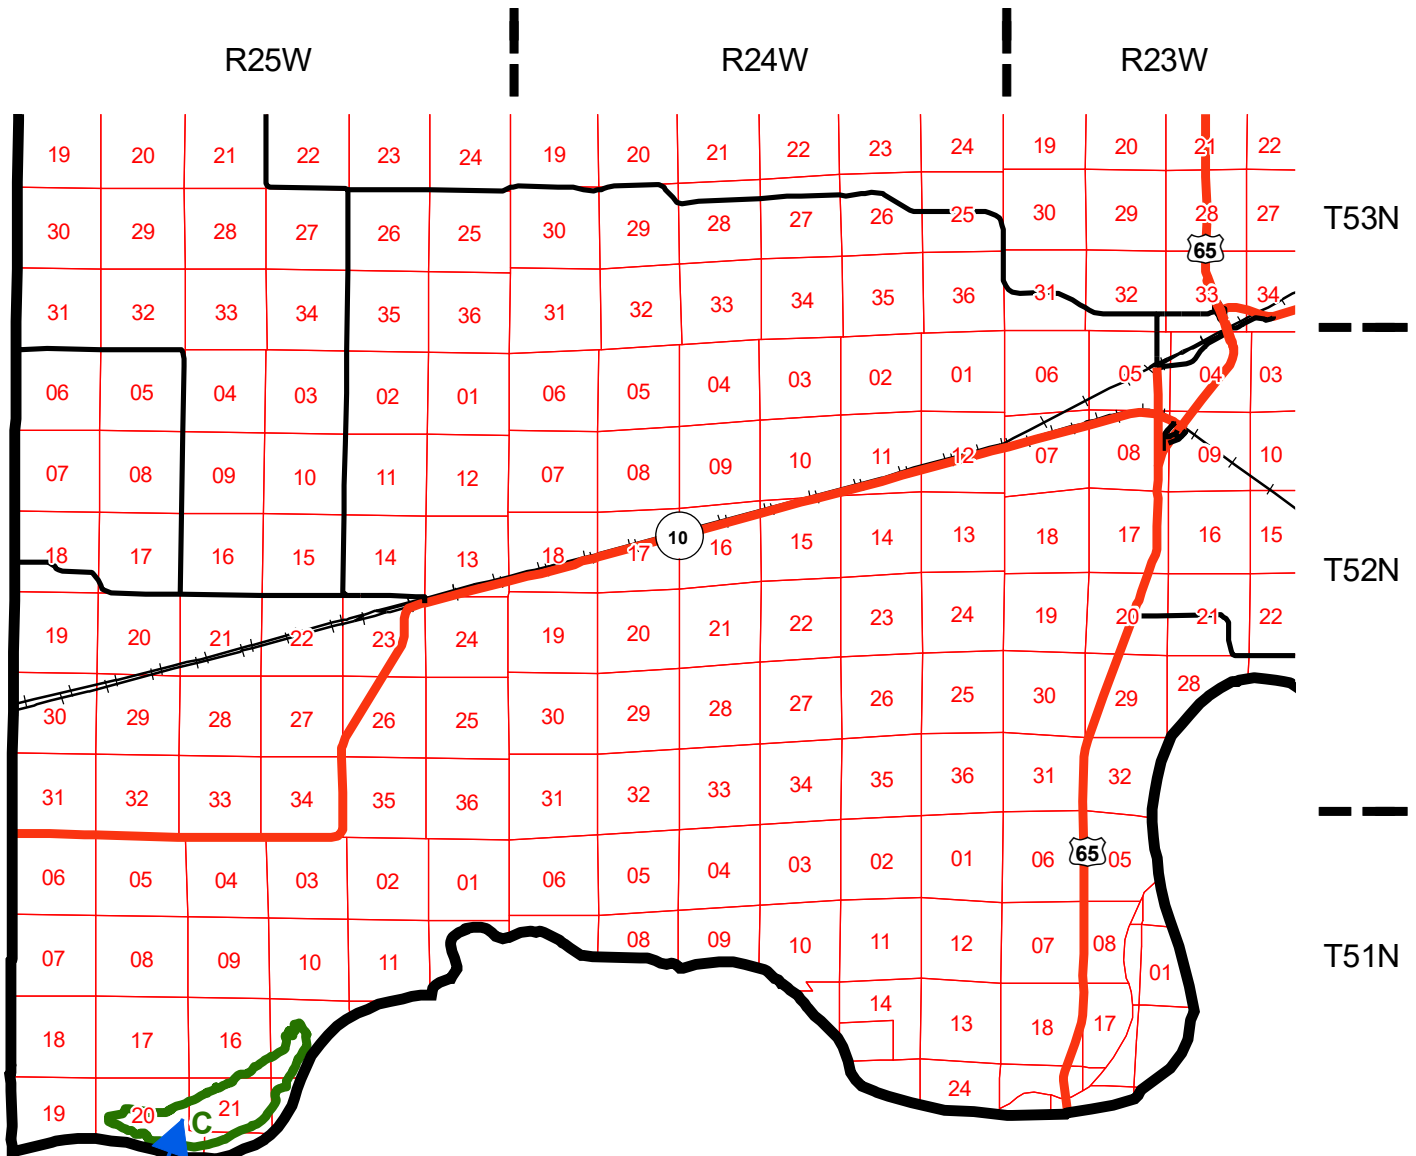 R25W R24W R23W
19 20 21 22 23 24 19 20 21 22 23 24 19 20 21 22
30 29 28 27 26 25 30 29 28 27 26 25 30 29 28 27
T53N
65
31 32 33 34 35 36 31 32 33 34 35 36 31 32 33 34
06 05 04 03 02 01 06 05 04 03 02 01 06 05 04 03
07 08 09 10 11 12 07 08 09 10 11 12 07 08 09 10
18 17 16 15 14 13 18 17 10 16 15 14 13 18 17 16 15
T52N
19 20 21 22 23 24 19 20 21 22 23 24 19 20 21 22
30 29 28 27 26 25 30 29 28 27 26 25 30 29 28
31 32 33 34 35 36 31 32 33 34 35 36 31 32
06 05 04 03 02 01 06 05 04 03 02 01 06 65 05
07 08 09 10 11 08 09 10 11 12 07 08 01
T51N
18 17 16 14 13 18 17
19 20 21 24
C